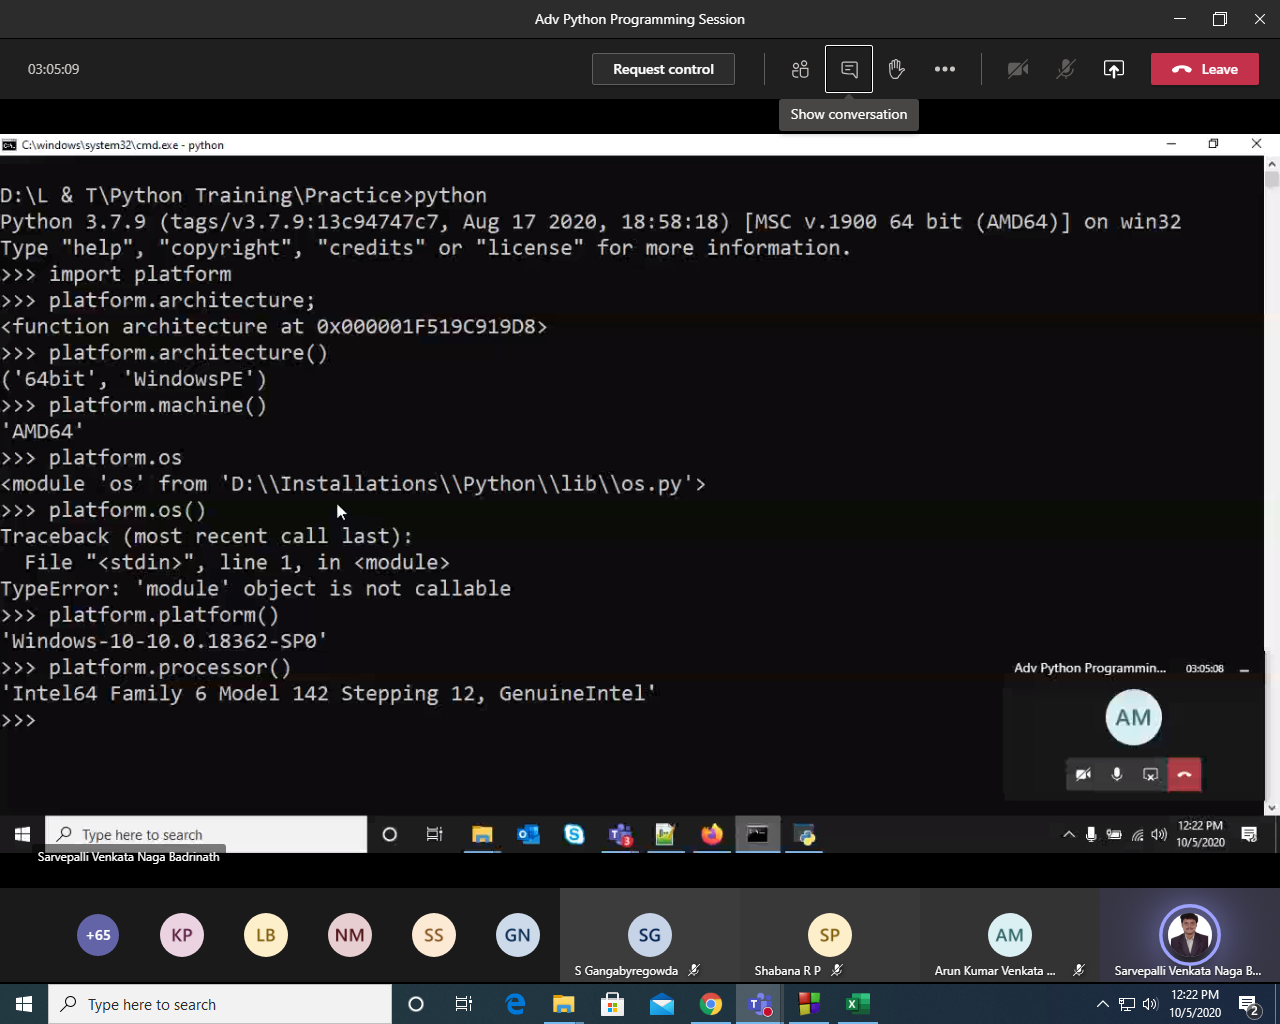 Adv Python Programming Session
03:05:09
Request control
Leave
Show conversation
C:\windows\system32\cmd.exe - python
D:\L & T\Python Training\Practice>python
Python 3.7.9 (tags/v3.7.9:13c94747c7, Aug 17 2020, 18:58:18) [MSC v.1900 64 bit (AMD64)] on win32
Type "help", "copyright", "credits" or "license" for more information.
>>> import platform
>>> platform.architecture;
<function architecture at 0x000001F519C919D8>
>>> platform.architecture()
('64bit', 'WindowsPE')
>>> platform.machine()
'AMD64'
>>> platform.os
<module 'os' from 'D:\\Installations\\Python\\lib\\os.py'>
>>> platform.os()
Traceback (most recent call last):
  File "<stdin>", line 1, in <module>
TypeError: 'module' object is not callable
>>> platform.platform()
'Windows-10-10.0.18362-SP0'
>>> platform.processor()
'Intel64 Family 6 Model 142 Stepping 12, GenuineIntel'
>>>
Adv Python Programmin... 03:05:08
AM
Type here to search
3
12:22 PM
10/5/2020
Sarvepalli Venkata Naga Badrinath
+65 KP LB NM SS GN SG SP AM
S Gangabyregowda Shabana R P Arun Kumar Venkata ... Sarvepalli Venkata Naga B...
Type here to search
12:22 PM
10/5/2020
2